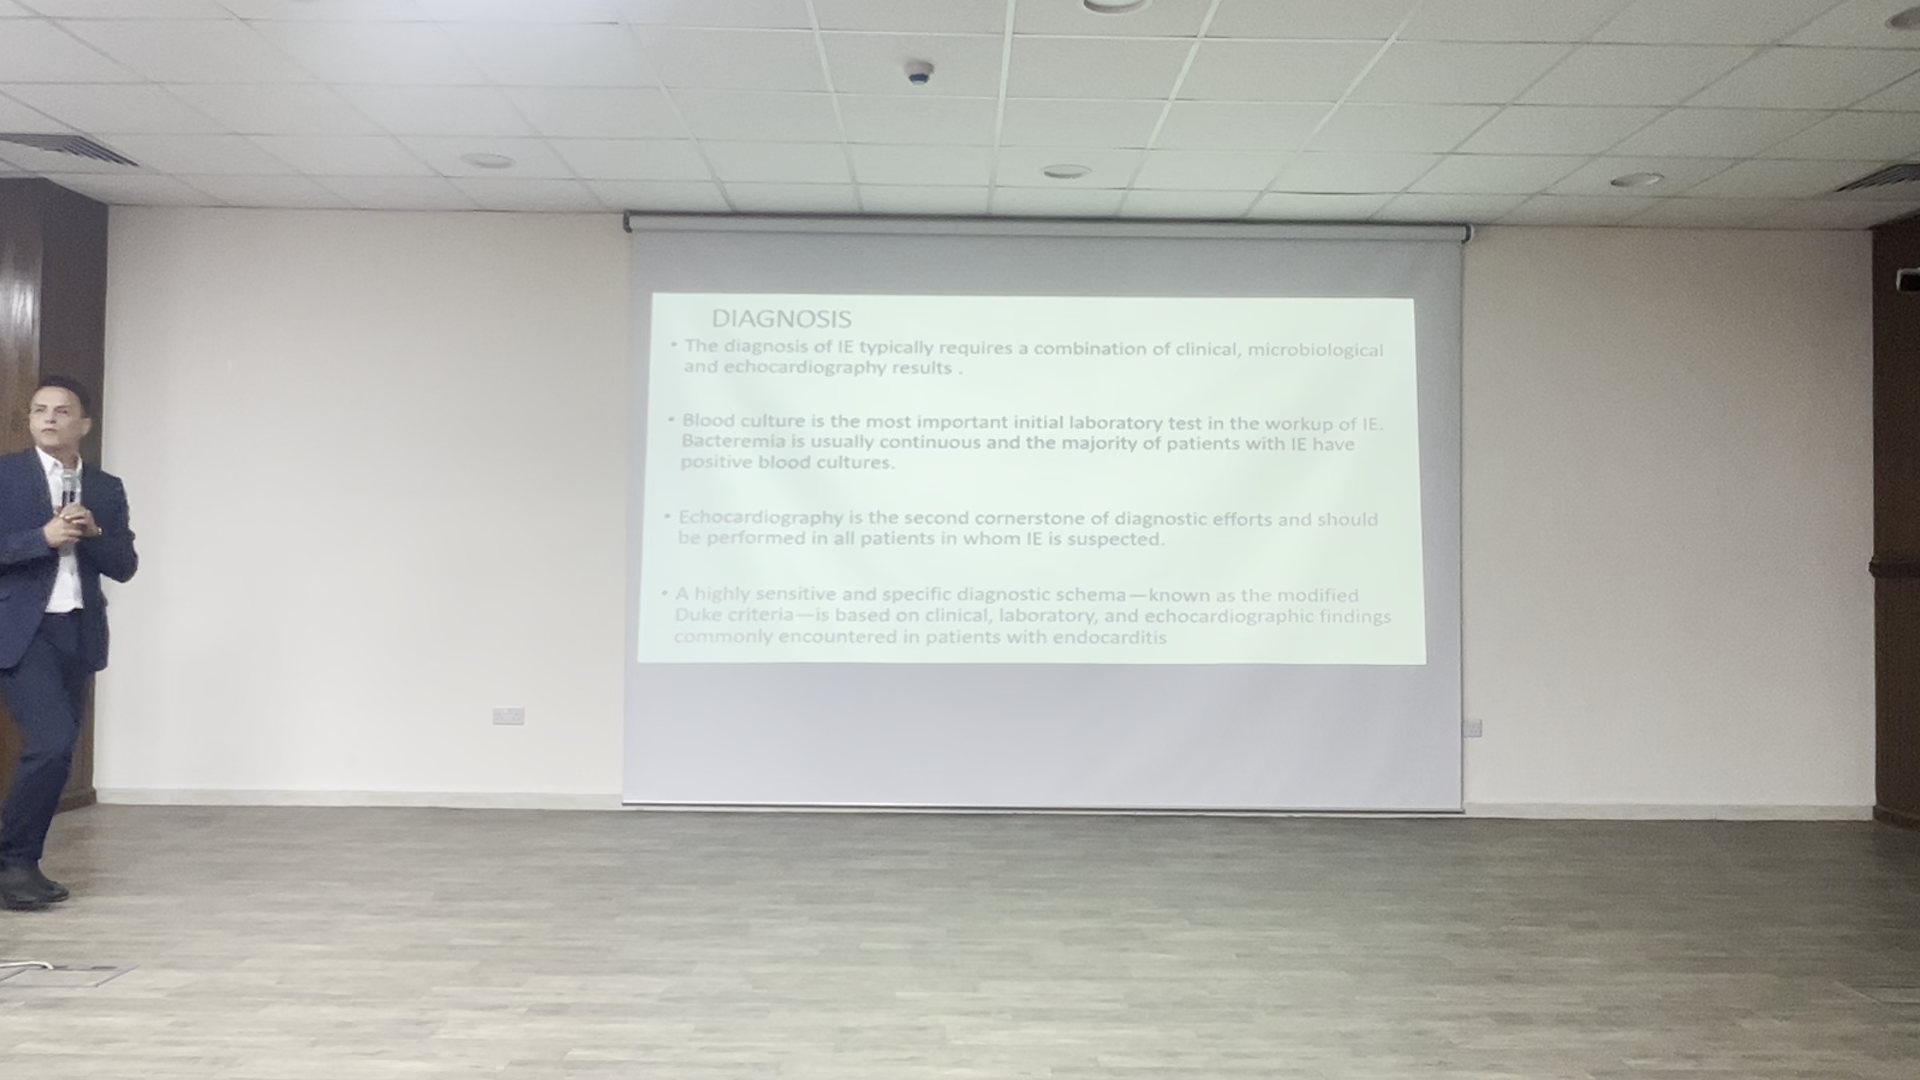 DIAGNOSIS
• The diagnosis of IE typically requires a combination of clinical, microbiological
and echocardiography results .
• Blood culture is the most important initial laboratory test in the workup of IE.
Bacteremia is usually continuous and the majority of patients with IE have
positive blood cultures.
• Echocardiography is the second cornerstone of diagnostic efforts and should
be performed in all patients in whom IE is suspected.
• A highly sensitive and specific diagnostic schema—known as the modified
Duke criteria—is based on clinical, laboratory, and echocardiographic findings
commonly encountered in patients with endocarditis